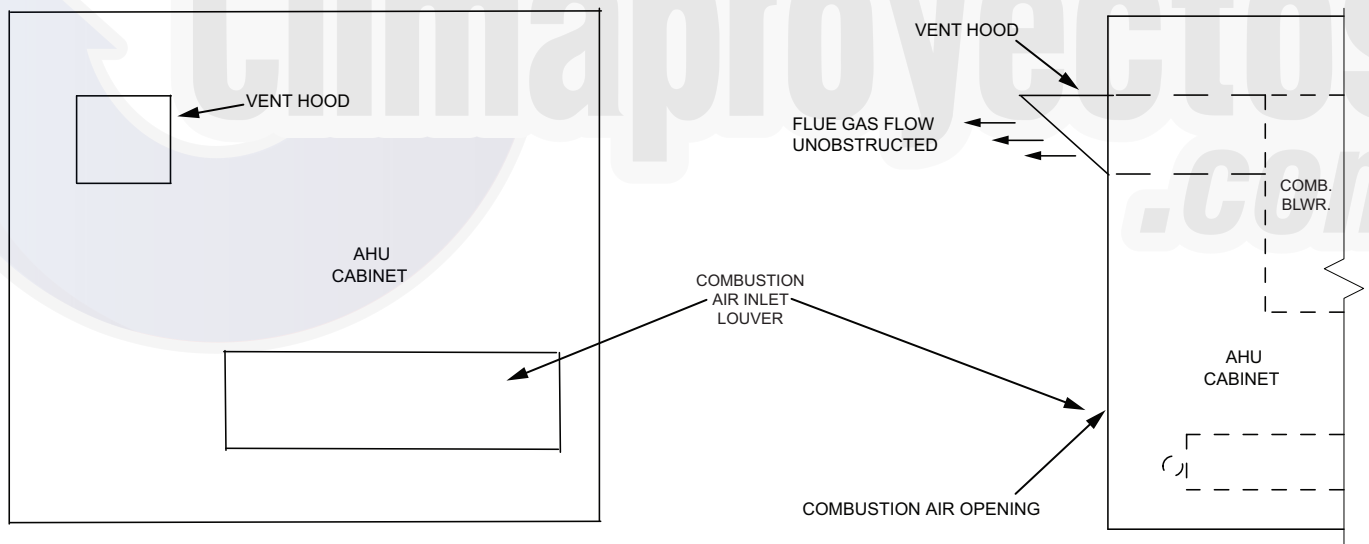 Climaproyectos
.com
VENT HOOD
AHU
CABINET
VENT HOOD
FLUE GAS FLOW
UNOBSTRUCTED
COMB.
BLWR.
COMBUSTION
AIR INLET
LOUVER
AHU
CABINET
COMBUSTION AIR OPENING